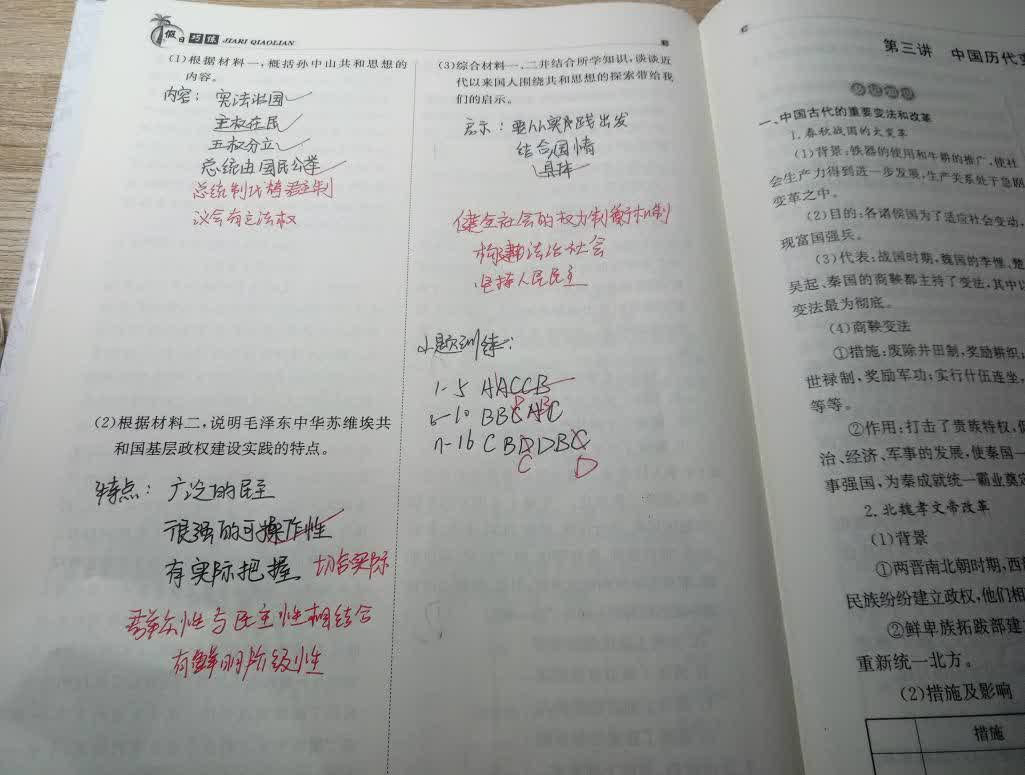 假日 巧练 JIARI QIAOLIAN
(1)根据材料一,概括孙中山共和思想的
内容。
内容: 宪法治国
主权在民
五权分立
总统由国民公举
总统制代替君主制
议会有立法权
(2)根据材料二,说明毛泽东中华苏维埃共
和国基层政权建设实践的特点。
特点: 广泛的民主
很强的可操作性
有实际把握 切合实际
群众性与民主性相结合
有鲜明阶级性
(3)综合材料一、二并结合所学知识,谈谈近
代以来国人围绕共和思想的探索带给我
们的启示。
启示: 要从实际践出发
结合国情
具体
健全社会的权力制衡机制
构建法治社会
坚持人民民主
小题训练:
1-5 AACCB
6-10 BBCAC
11-16 CBDDBC
C D
第三讲 中国历代变
一、中国古代的重要变法和改革
1. 春秋战国的大变革
(1)背景:铁器的使用和牛耕的推广,使社
会生产力得到进一步发展,生产关系处于急剧
变革之中。
(2)目的:各诸侯国为了适应社会变动,
现富国强兵。
(3)代表:战国时期,魏国的李悝、楚
吴起、秦国的商鞅都主持了变法,其中以
变法最为彻底。
(4)商鞅变法
①措施:废除井田制,奖励耕织;
世禄制,奖励军功;实行什伍连坐,
等等。
②作用:打击了贵族特权,促
治、经济、军事的发展,使秦国一
事强国,为秦成就统一霸业奠定
2. 北魏孝文帝改革
(1)背景
①两晋南北朝时期,西
民族纷纷建立政权,他们相
②鲜卑族拓跋部建
重新统一北方。
(2)措施及影响
措施